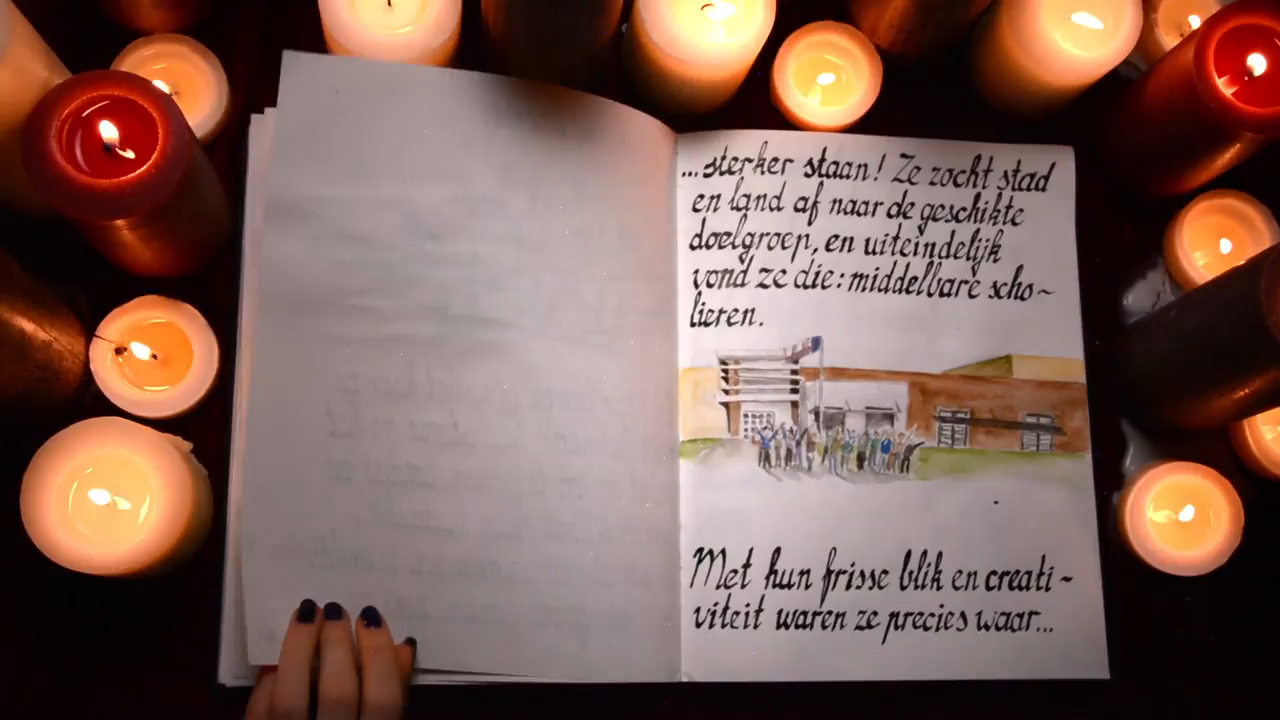 ...sterker staan! Ze zocht stad
en land af naar de geschikte
doelgroep, en uiteindelijk
vond ze die: middelbare scho~
lieren.
Met hun frisse blik en creati~
viteit waren ze precies waar...